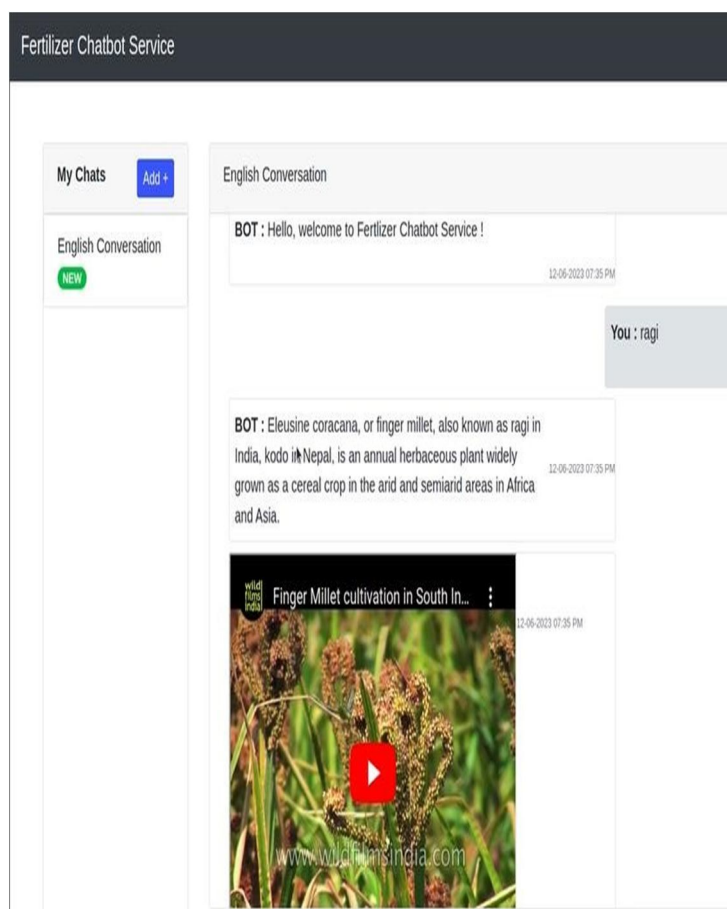 Fertilizer Chatbot Service
My Chats
Add +
English Conversation
NEW
English Conversation
BOT : Hello, welcome to Fertlizer Chatbot Service !
12-06-2023 07:35 PM
You : ragi
BOT : Eleusine coracana, or finger millet, also known as ragi in
India, kodo in Nepal, is an annual herbaceous plant widely
grown as a cereal crop in the arid and semiarid areas in Africa
and Asia.
12-06-2023 07:35 PM
wild
films
india
Finger Millet cultivation in South In...
12-06-2023 07:35 PM
www.wildfilmsindia.com